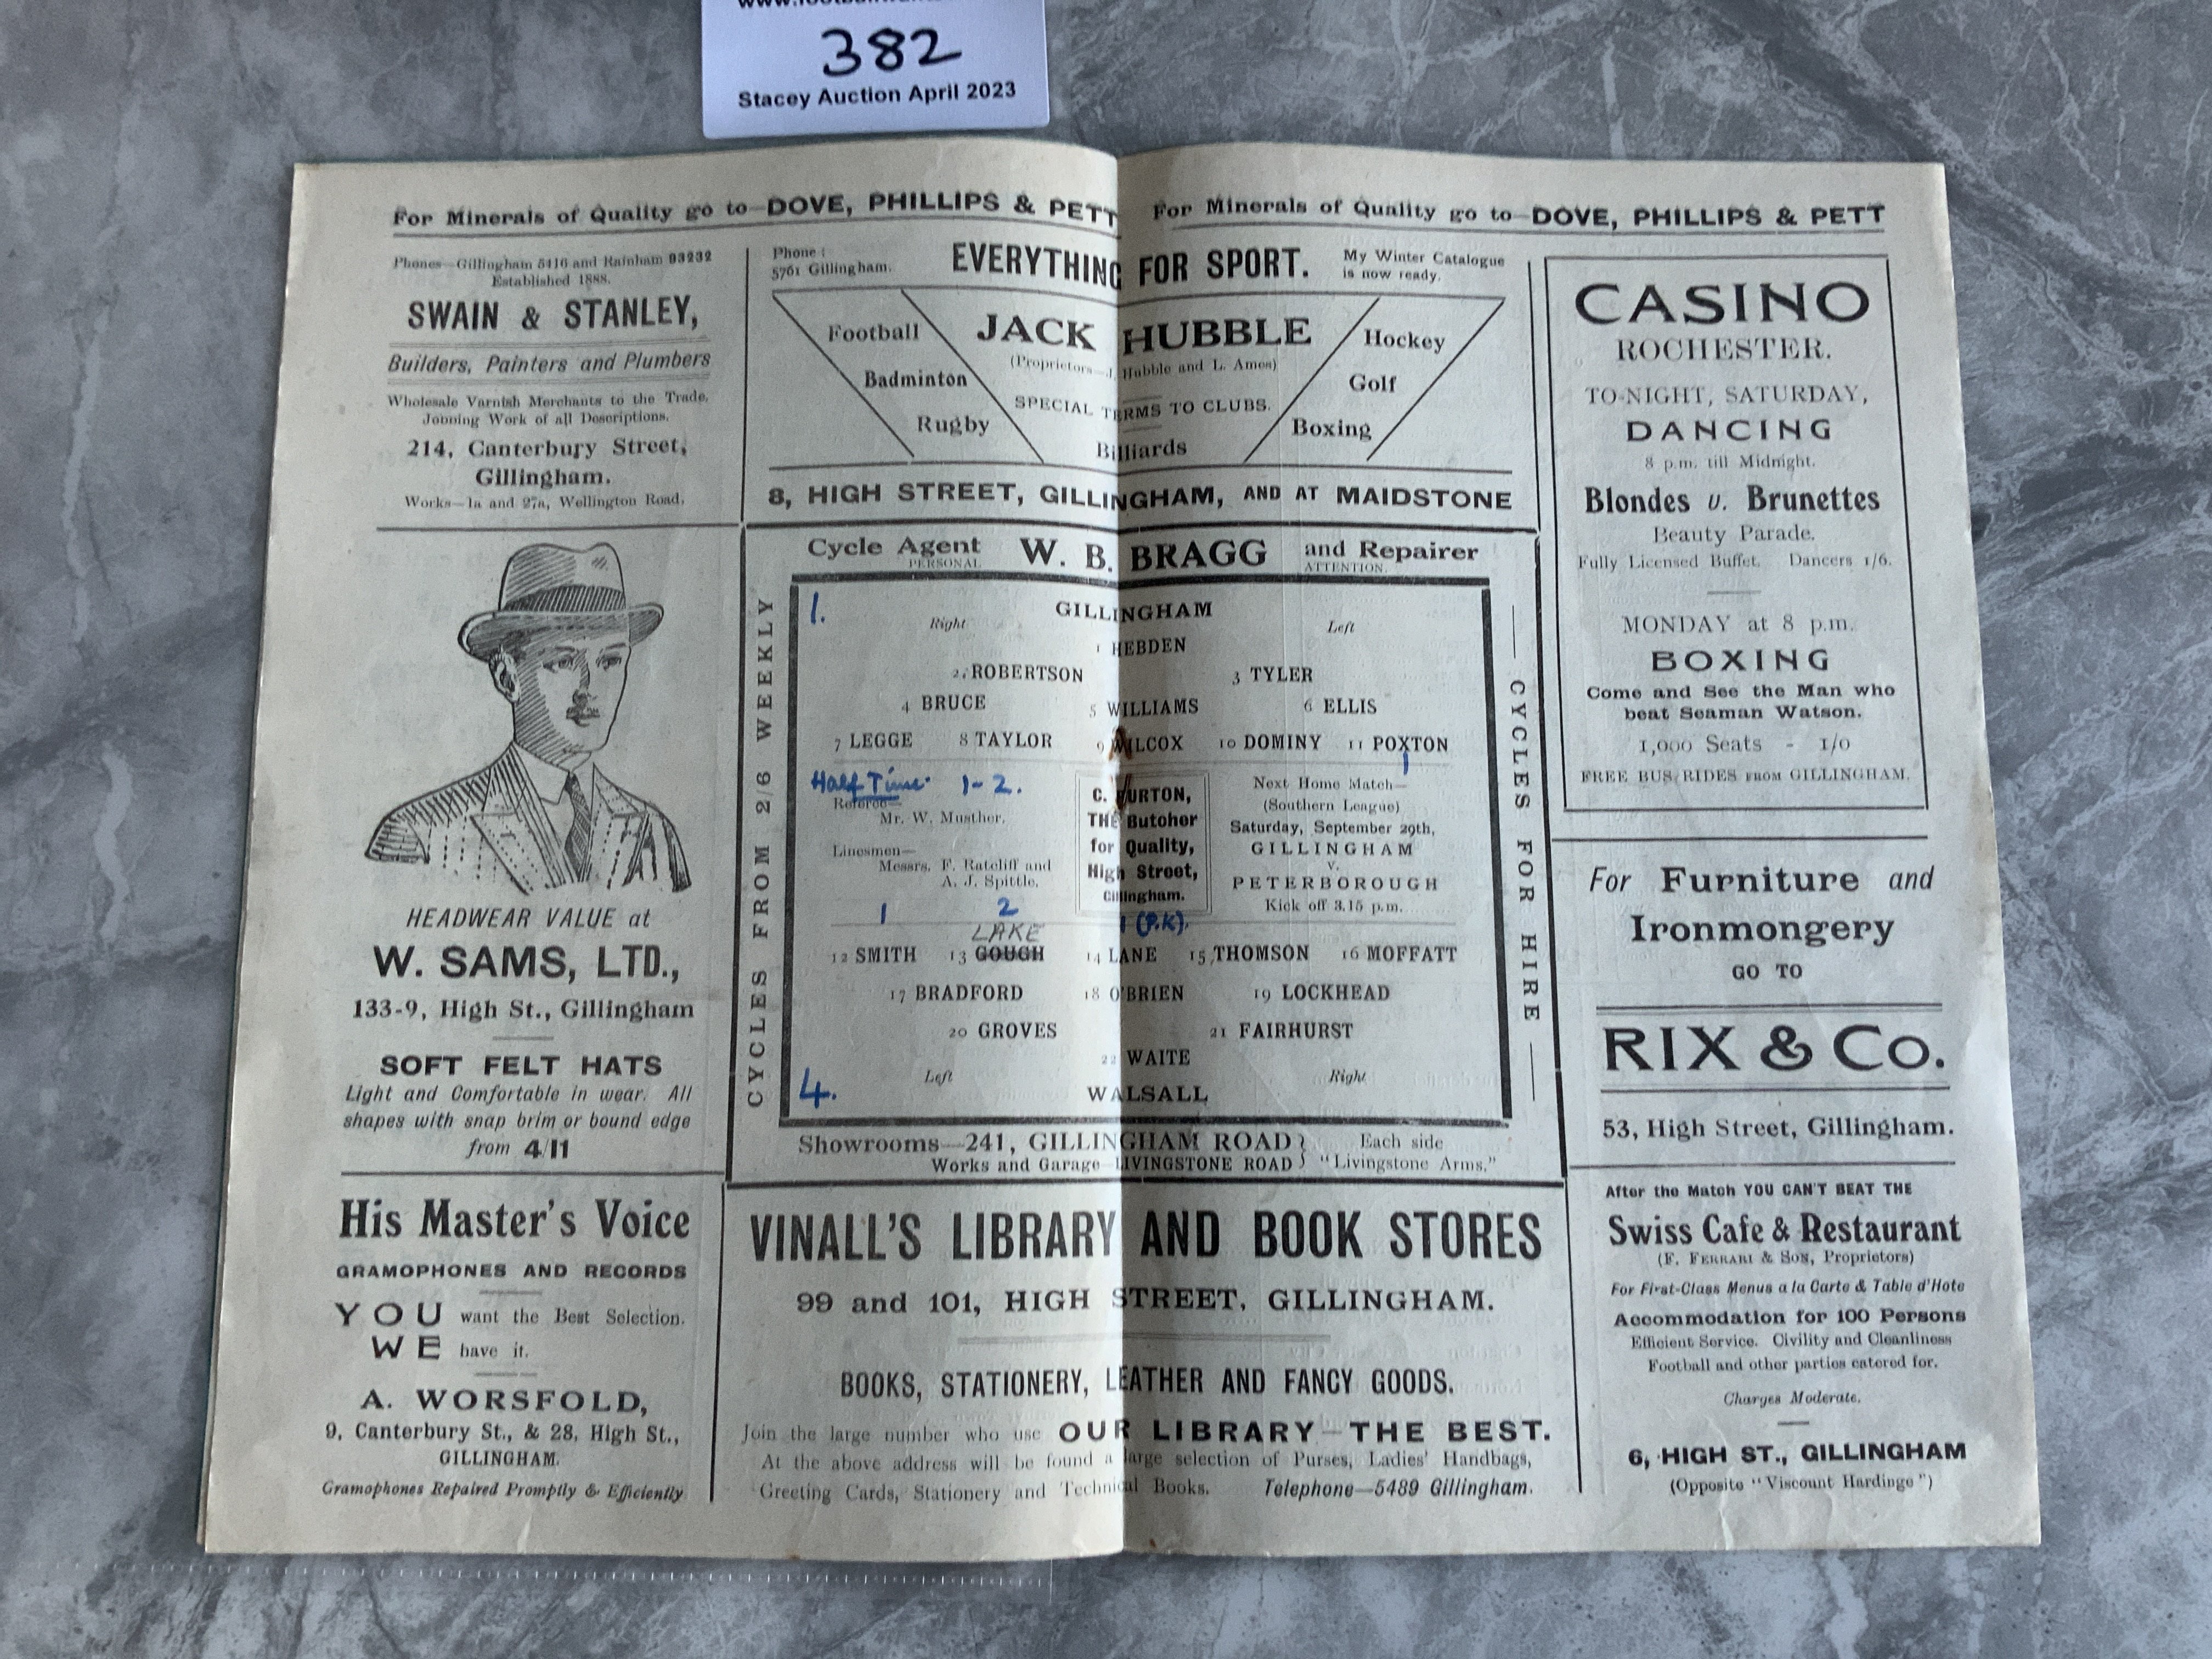 382
Stacey Auction April 2023
For Minerals of Quality go to—DOVE, PHILLIPS & PETT
For Minerals of Quality go to—DOVE, PHILLIPS & PETT
Phones—Gillingham 5416 and Rainham 93232
Established 1888.
SWAIN & STANLEY,
Builders, Painters and Plumbers
Wholesale Varnish Merchants to the Trade.
Jobbing Work of all Descriptions.
214, Canterbury Street,
Gillingham.
Works—1a and 27a, Wellington Road.
HEADWEAR VALUE at
W. SAMS, LTD.,
133-9, High St., Gillingham
SOFT FELT HATS
Light and Comfortable in wear. All
shapes with snap brim or bound edge
from 4/11
His Master's Voice
GRAMOPHONES AND RECORDS
YOU want the Best Selection.
WE have it.
A. WORSFOLD,
9, Canterbury St., & 28, High St.,
GILLINGHAM.
Gramophones Repaired Promptly & Efficiently
Phone :
5761 Gillingham.
EVERYTHING FOR SPORT.
My Winter Catalogue
is now ready.
Football
Badminton
Rugby
JACK HUBBLE
(Proprietors—J. Hubble and L. Ames)
SPECIAL TERMS TO CLUBS.
Billiards
Hockey
Golf
Boxing
8, HIGH STREET, GILLINGHAM, AND AT MAIDSTONE
Cycle Agent W. B. BRAGG and Repairer
PERSONAL ATTENTION.
CYCLES FROM 2/6 WEEKLY
1.
GILLINGHAM
Right Left
1 HEBDEN
2 ROBERTSON 3 TYLER
4 BRUCE 5 WILLIAMS 6 ELLIS
7 LEGGE 8 TAYLOR 9 WILCOX 10 DOMINY 11 POXTON
1
Half Time 1-2.
Referee—
Mr. W. Musther.
Linesmen—
Messrs. F. Ratcliff and
A. J. Spittle.
C. BURTON,
THE Butcher
for Quality,
High Street,
Gillingham.
Next Home Match—
(Southern League)
Saturday, September 29th,
GILLINGHAM
v.
PETERBOROUGH
Kick off 3.15 p.m.
1 2 1 (P.K).
LAKE
12 SMITH 13 GOUGH 14 LANE 15 THOMSON 16 MOFFATT
17 BRADFORD 18 O'BRIEN 19 LOCKHEAD
20 GROVES 21 FAIRHURST
22 WAITE
Left Right
4.
WALSALL
CYCLES FOR HIRE
Showrooms—241, GILLINGHAM ROAD } Each side
Works and Garage—LIVINGSTONE ROAD } "Livingstone Arms."
VINALL'S LIBRARY AND BOOK STORES
99 and 101, HIGH STREET, GILLINGHAM.
BOOKS, STATIONERY, LEATHER AND FANCY GOODS.
Join the large number who use OUR LIBRARY—THE BEST.
At the above address will be found a large selection of Purses, Ladies' Handbags,
Greeting Cards, Stationery and Technical Books. Telephone—5489 Gillingham.
CASINO
ROCHESTER.
TO-NIGHT, SATURDAY,
DANCING
8 p.m. till Midnight.
Blondes v. Brunettes
Beauty Parade.
Fully Licensed Buffet. Dancers 1/6.
MONDAY at 8 p.m.
BOXING
Come and See the Man who
beat Seaman Watson.
1,000 Seats - 1/0
FREE BUS RIDES FROM GILLINGHAM.
For Furniture and
Ironmongery
GO TO
RIX & Co.
53, High Street, Gillingham.
After the Match YOU CAN'T BEAT THE
Swiss Cafe & Restaurant
(F. FERRARI & SON, Proprietors)
For First-Class Menus a la Carte & Table d'Hote
Accommodation for 100 Persons
Efficient Service. Civility and Cleanliness
Football and other parties catered for.
Charges Moderate.
6, HIGH ST., GILLINGHAM
(Opposite "Viscount Hardinge")